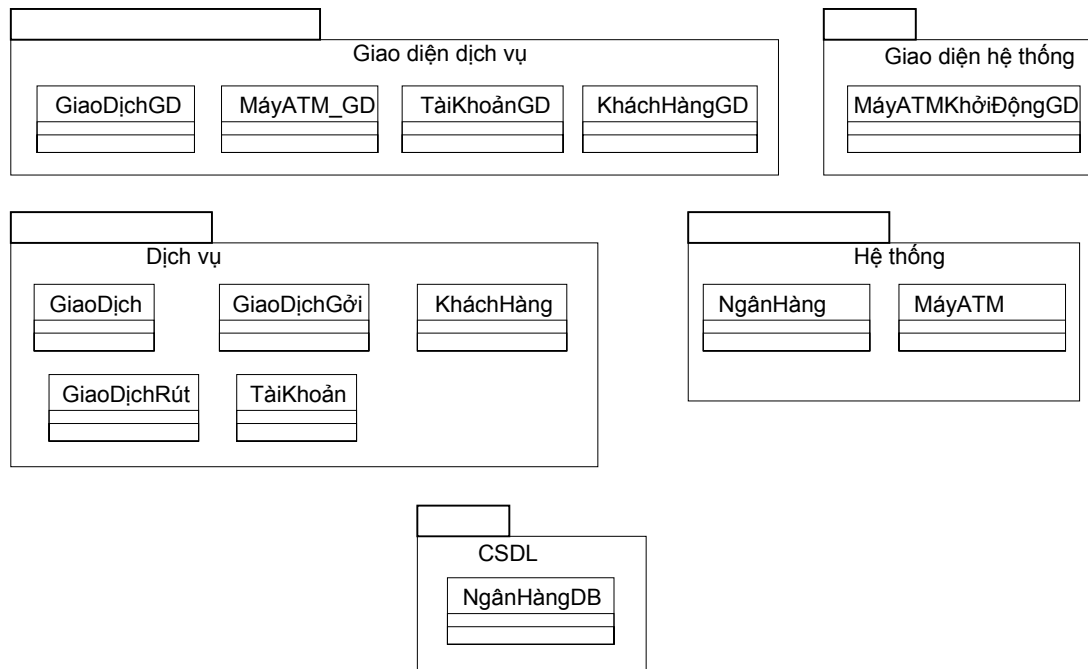 Giao diện dịch vụ
GiaoDịchGD
MáyATM_GD
TàiKhoảnGD
KháchHàngGD
Giao diện hệ thống
MáyATMKhởiĐộngGD
Dịch vụ
GiaoDịch
GiaoDịchGởi
KháchHàng
GiaoDịchRút
TàiKhoản
Hệ thống
NgânHàng
MáyATM
CSDL
NgânHàngDB